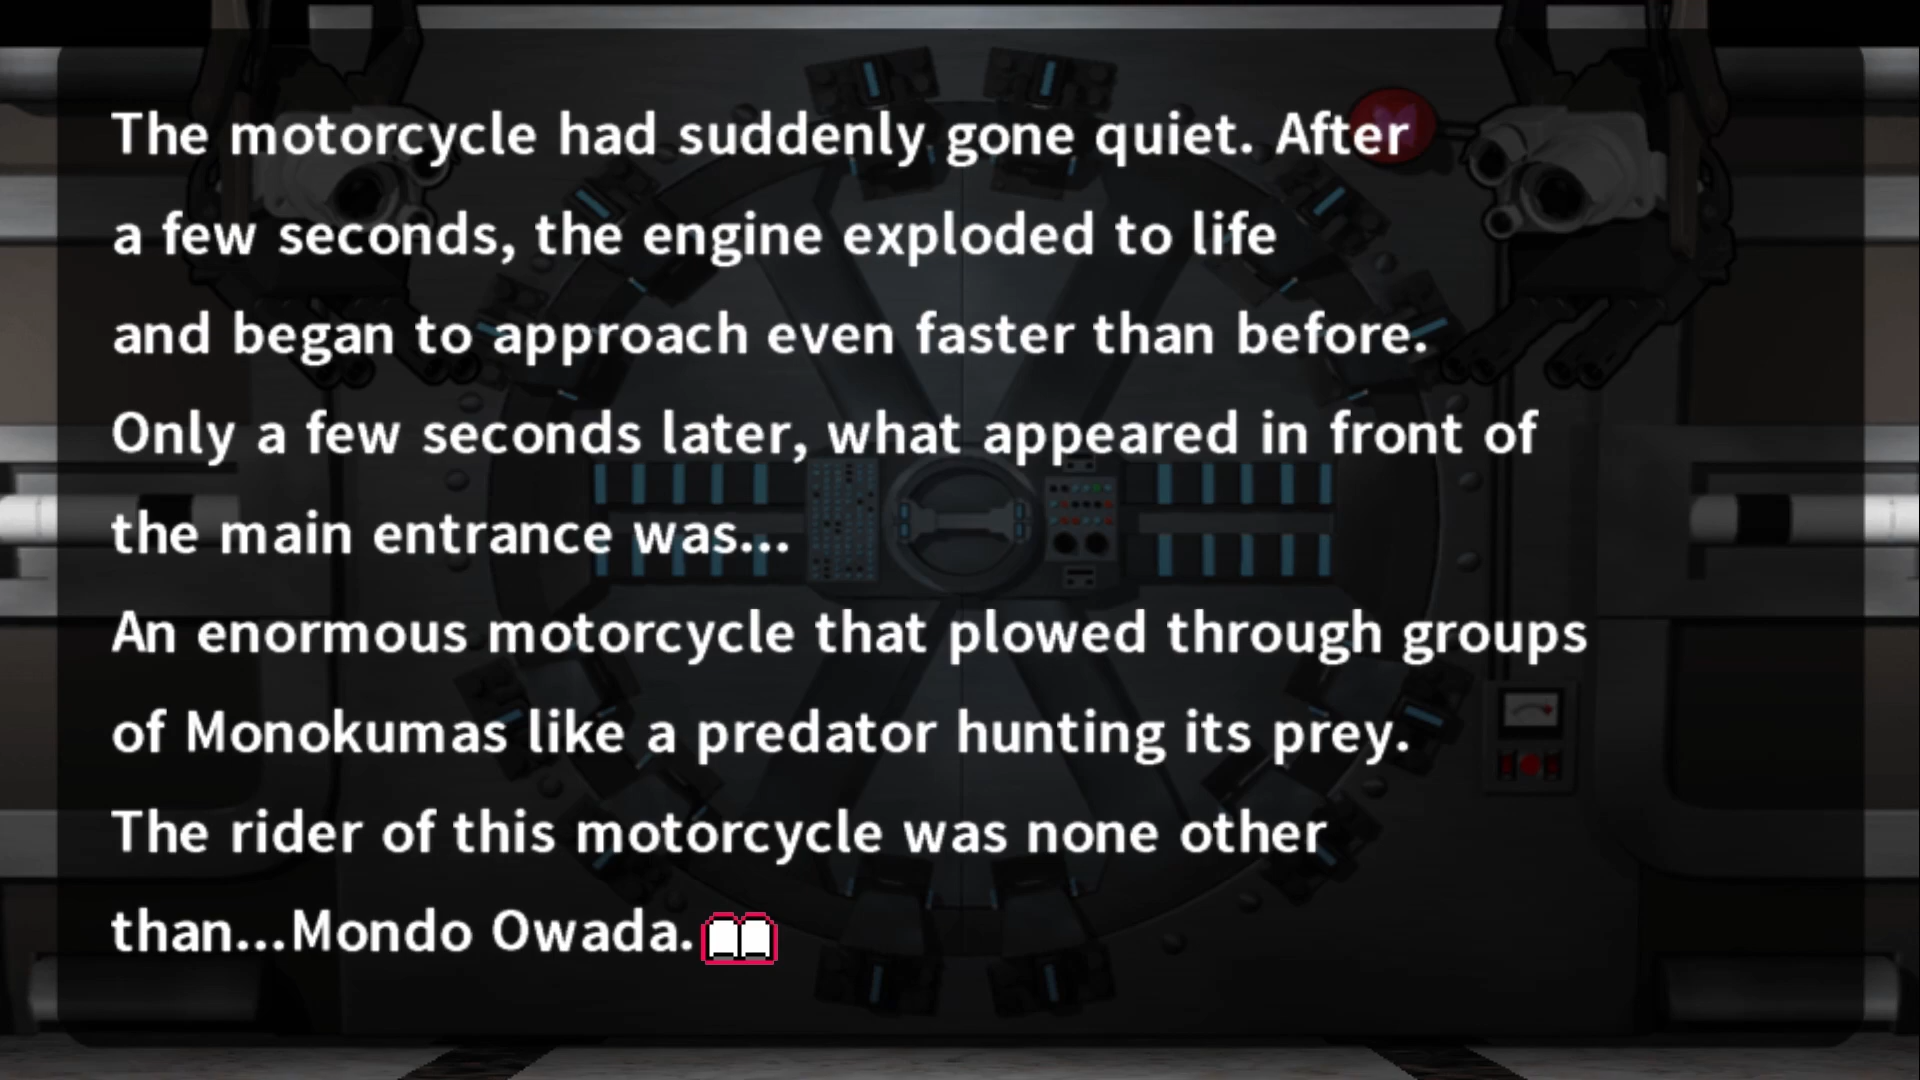 The motorcycle had suddenly gone quiet. After
a few seconds, the engine exploded to life
and began to approach even faster than before.
Only a few seconds later, what appeared in front of
the main entrance was...
An enormous motorcycle that plowed through groups
of Monokumas like a predator hunting its prey.
The rider of this motorcycle was none other
than...Mondo Owada.